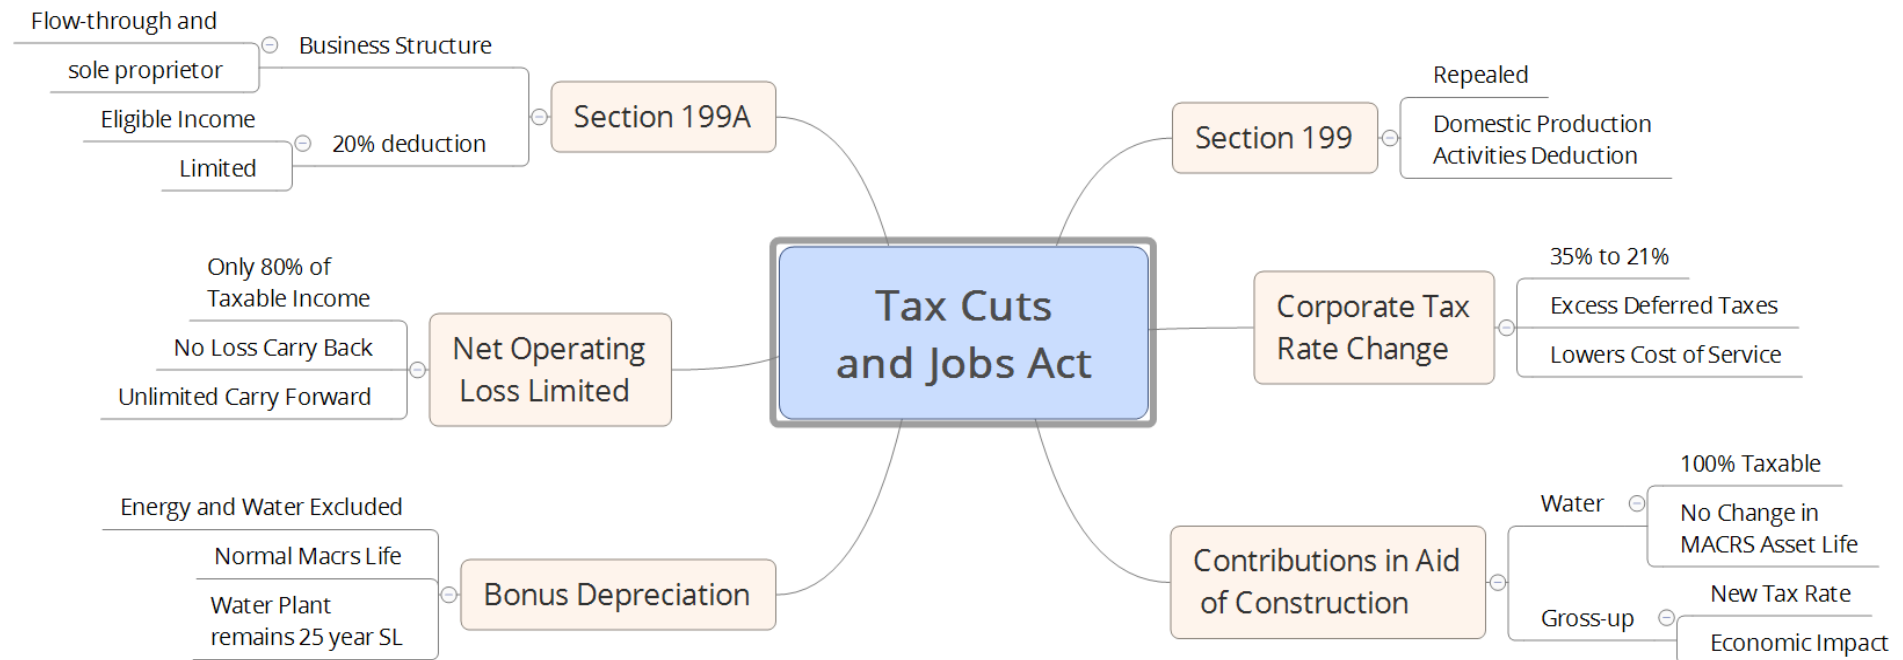 Flow-through and
sole proprietor
Business Structure
Eligible Income
Limited
20% deduction
Section 199A
Only 80% of
Taxable Income
No Loss Carry Back
Unlimited Carry Forward
Net Operating
Loss Limited
Energy and Water Excluded
Normal Macrs Life
Water Plant
remains 25 year SL
Bonus Depreciation
Tax Cuts
and Jobs Act
Section 199
Repealed
Domestic Production
Activities Deduction
Corporate Tax
Rate Change
35% to 21%
Excess Deferred Taxes
Lowers Cost of Service
Contributions in Aid
of Construction
Water
100% Taxable
No Change in
MACRS Asset Life
Gross-up
New Tax Rate
Economic Impact